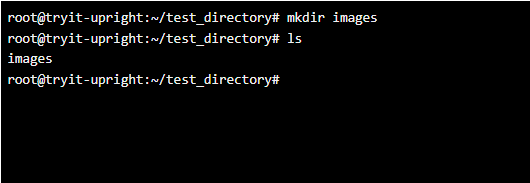 root@tryit-upright:~/test_directory# mkdir images
root@tryit-upright:~/test_directory# ls
images
root@tryit-upright:~/test_directory#